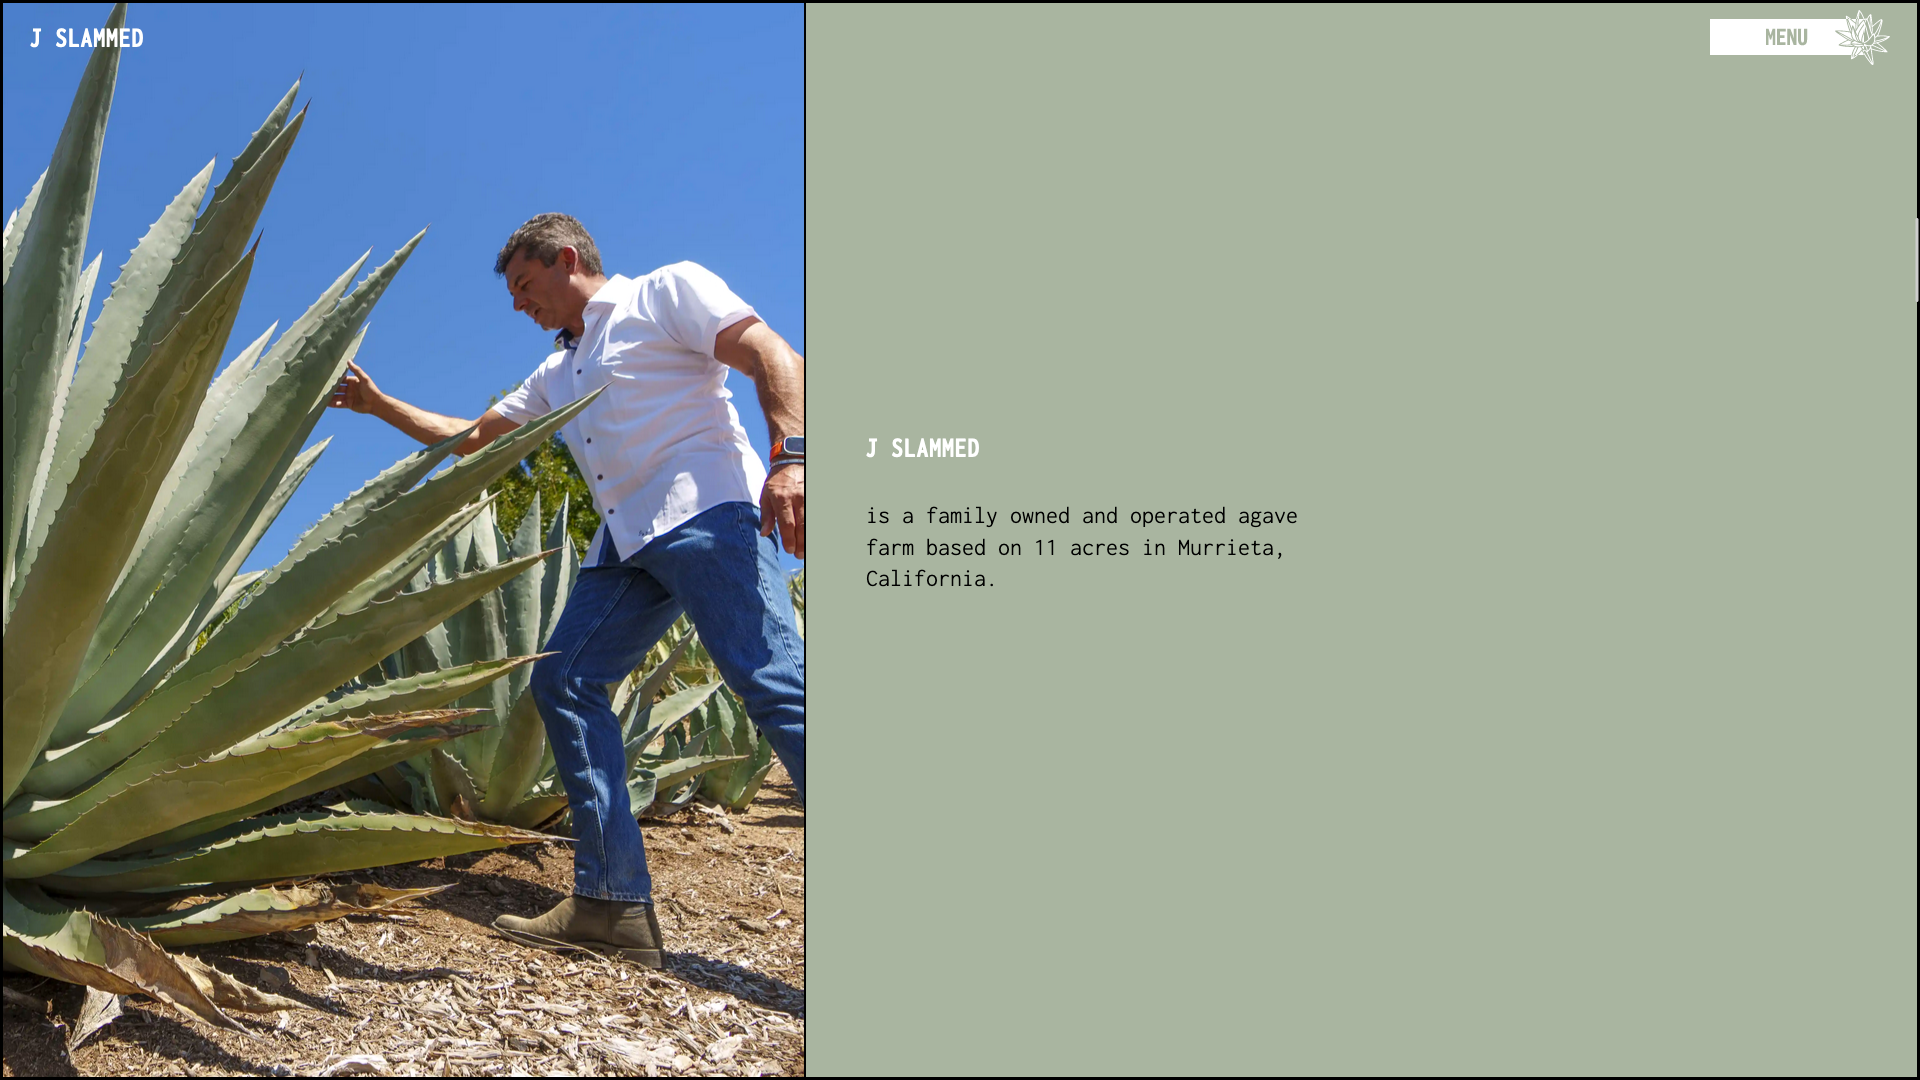 J SLAMMED
MENU
J SLAMMED
is a family owned and operated agave
farm based on 11 acres in Murrieta,
California.